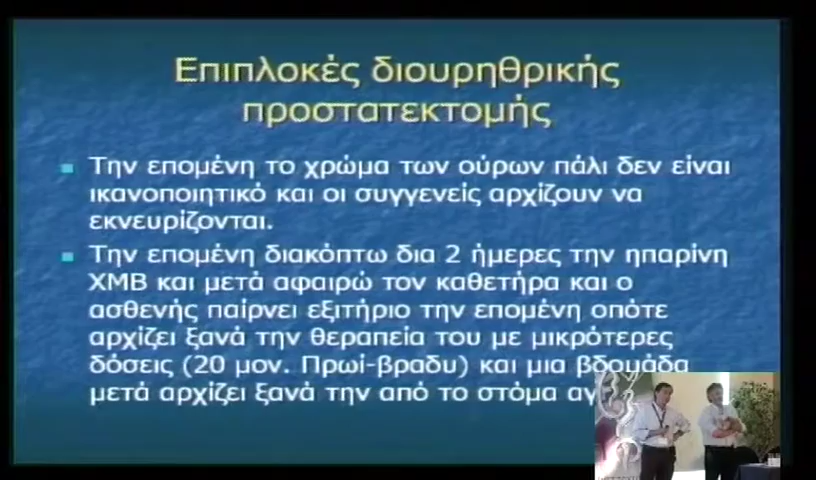 Επιπλοκές διουρηθρικής
προστατεκτομής
Την επομένη το χρώμα των ούρων πάλι δεν είναι
ικανοποιητικό και οι συγγενείς αρχίζουν να
εκνευρίζονται.
Την επομένη διακόπτω δια 2 ήμερες την ηπαρίνη
ΧΜΒ και μετά αφαιρώ τον καθετήρα και ο
ασθενής παίρνει εξιτήριο την επομένη οπότε
αρχίζει ξανά την θεραπεία του με μικρότερες
δόσεις (20 μον. Πρωί-βραδυ) και μια βδομάδα
μετά αρχίζει ξανά την από το στόμα